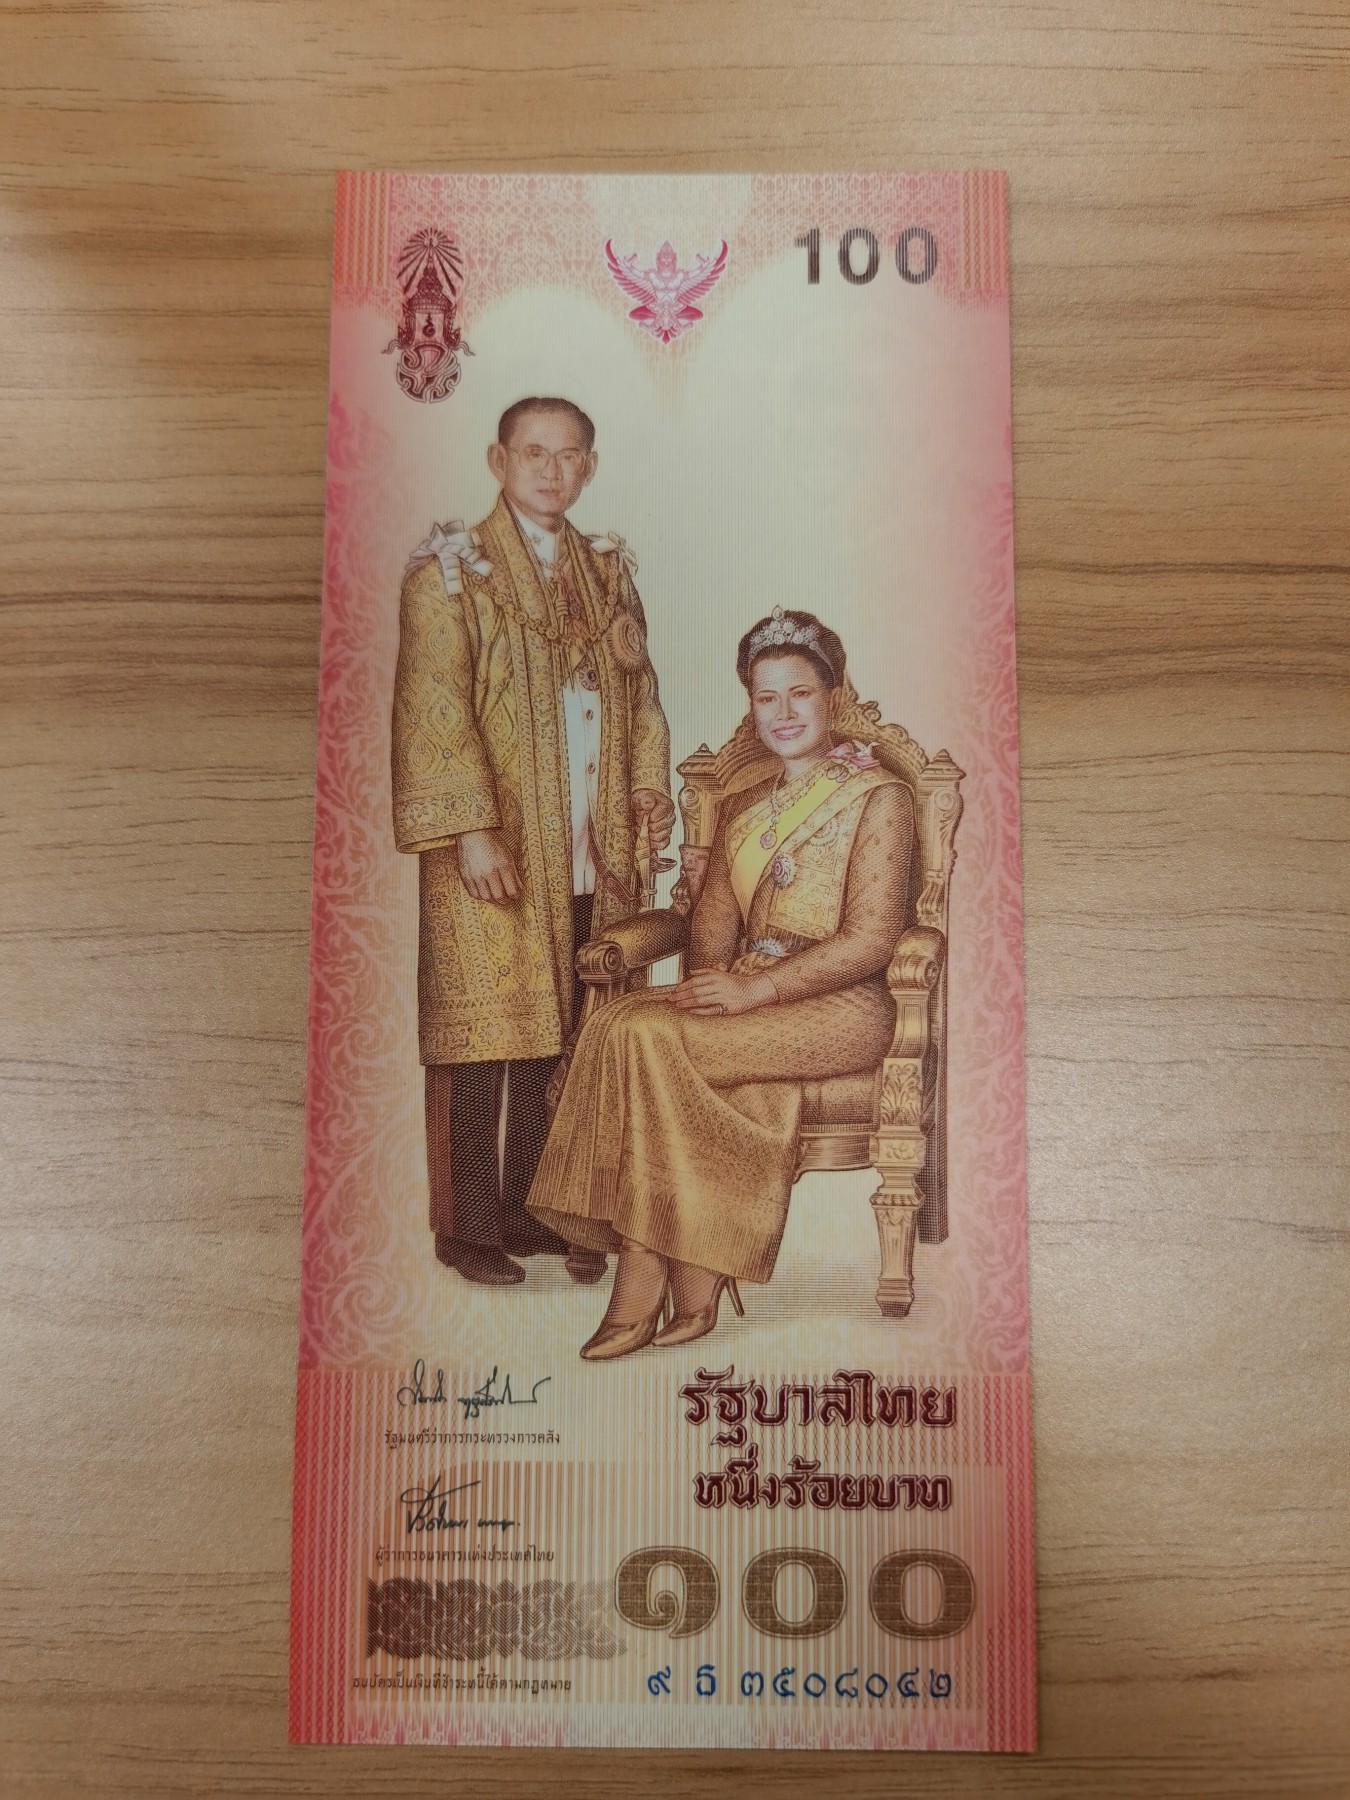 100
รัฐมนตรีว่าการกระทรวงการคลัง
ผู้ว่าการธนาคารแห่งประเทศไทย
ธนบัตรเป็นเงินที่ชำระหนี้ได้ตามกฎหมาย
รัฐบาลไทย
หนึ่งร้อยบาท
๑๐๐
๙ ธ ๓๕๐๘๐๔๒